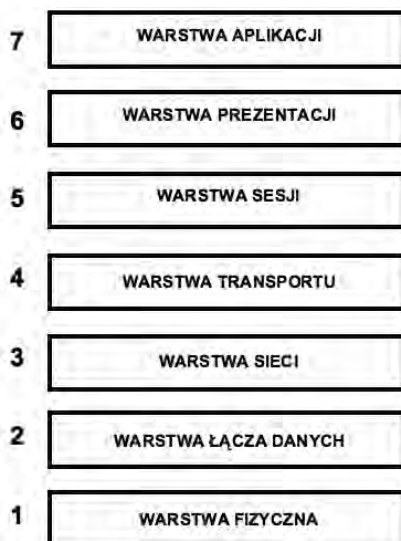 7 WARSTWA APLIKACJI
6 WARSTWA PREZENTACJI
5 WARSTWA SESJI
4 WARSTWA TRANSPORTU
3 WARSTWA SIECI
2 WARSTWA ŁĄCZA DANYCH
1 WARSTWA FIZYCZNA